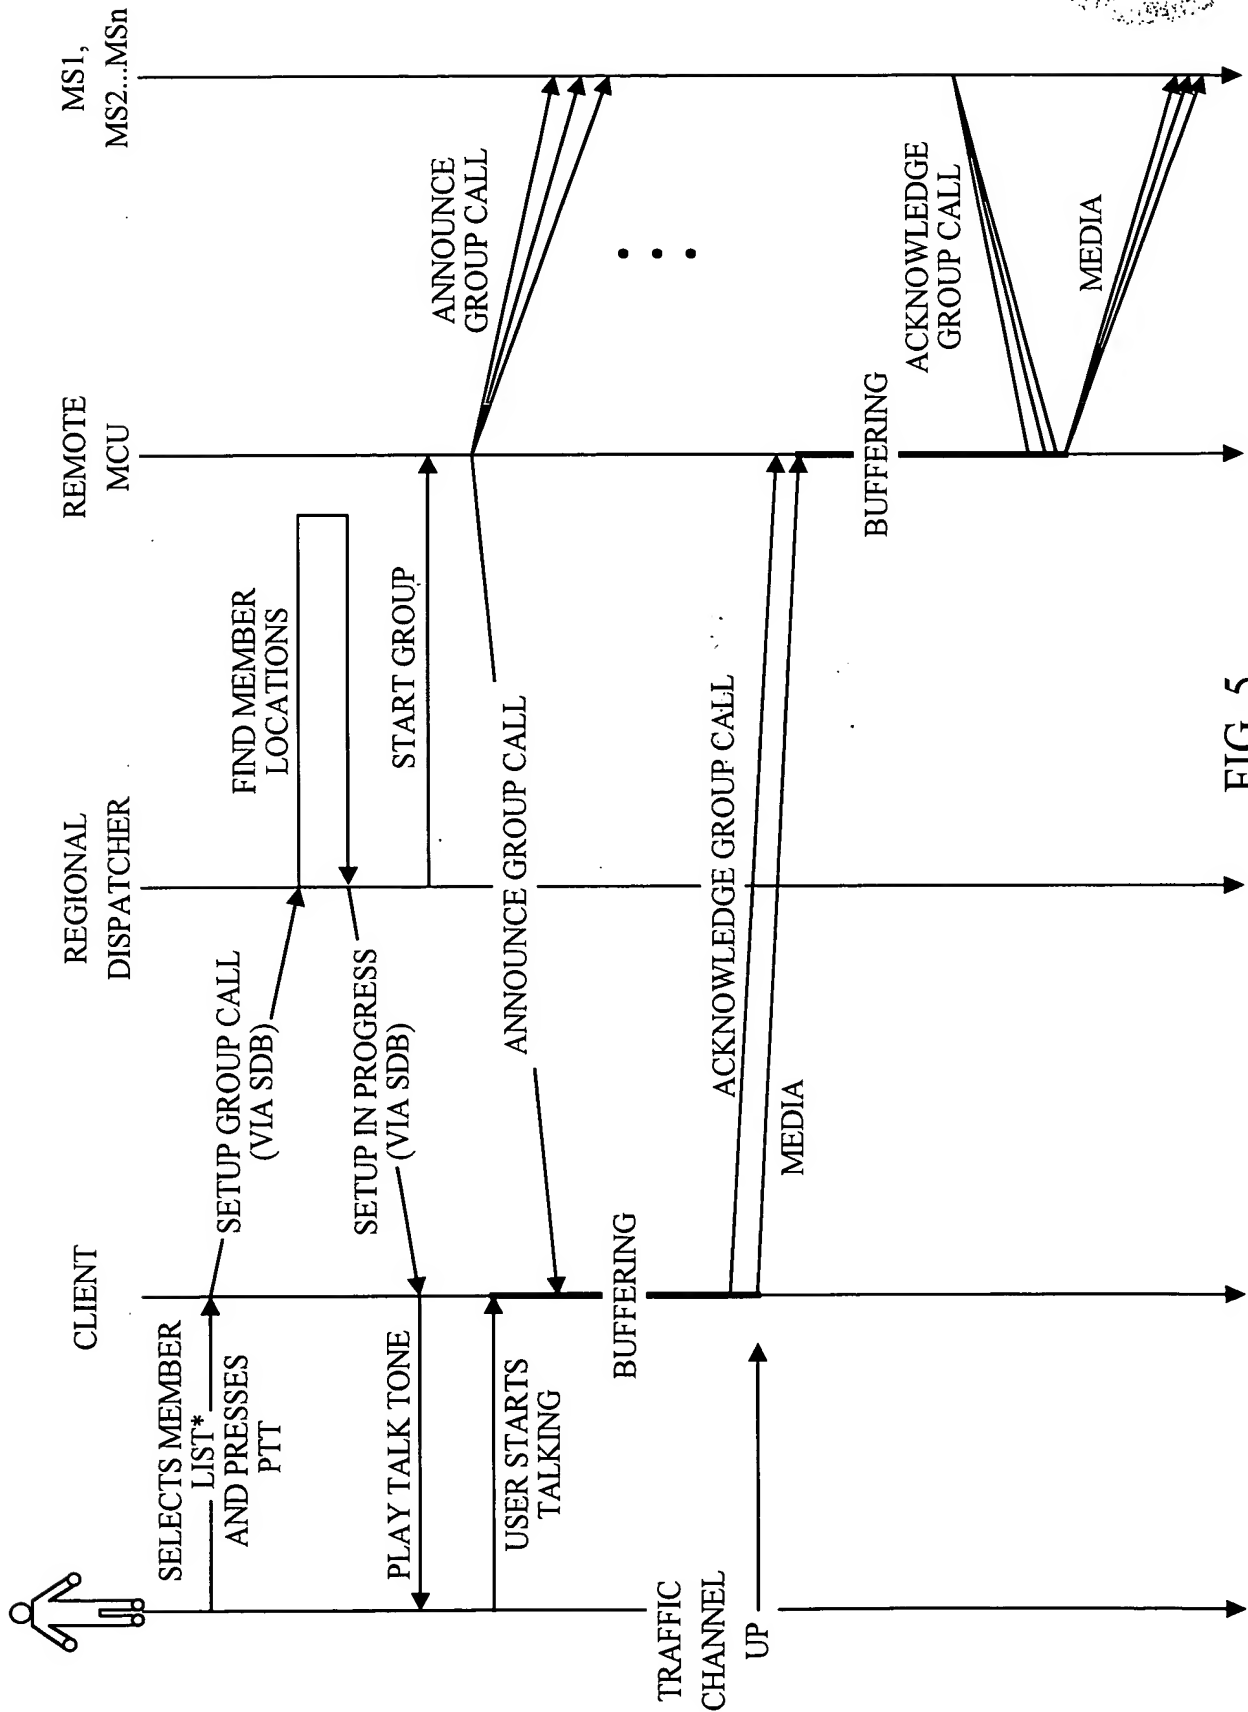 CLIENT
REGIONAL
DISPATCHER
REMOTE
MCU
MS1,
MS2...MSn
SELECTS MEMBER
LIST*
AND PRESSES
PTT
SETUP GROUP CALL
(VIA SDB)
FIND MEMBER
LOCATIONS
SETUP IN PROGRESS
(VIA SDB)
PLAY TALK TONE
START GROUP
ANNOUNCE
GROUP CALL
USER STARTS
TALKING
ANNOUNCE GROUP CALL
BUFFERING
TRAFFIC
CHANNEL
UP
ACKNOWLEDGE GROUP CALL
MEDIA
BUFFERING
ACKNOWLEDGE
GROUP CALL
MEDIA
FIG. 5